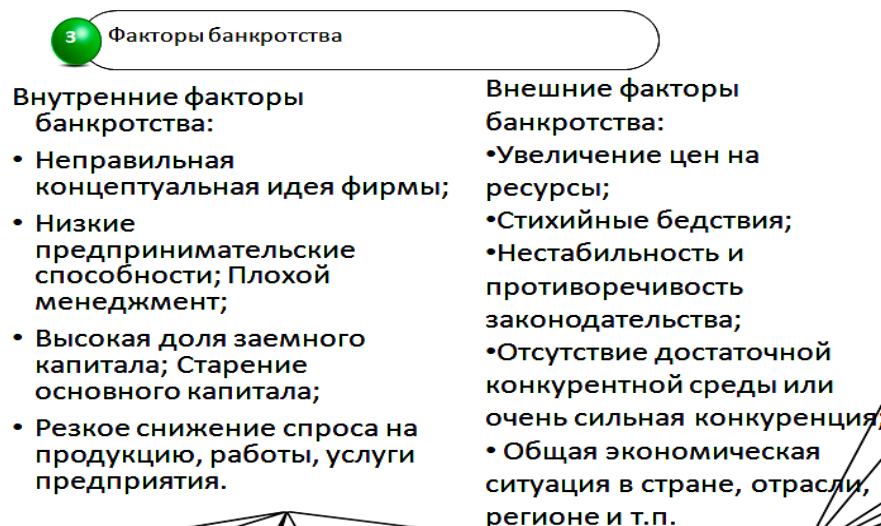 3 Факторы банкротства
Внутренние факторы
банкротства:
• Неправильная
концептуальная идея фирмы;
• Низкие
предпринимательские
способности; Плохой
менеджмент;
• Высокая доля заемного
капитала; Старение
основного капитала;
• Резкое снижение спроса на
продукцию, работы, услуги
предприятия.
Внешние факторы
банкротства:
•Увеличение цен на
ресурсы;
•Стихийные бедствия;
•Нестабильность и
противоречивость
законодательства;
•Отсутствие достаточной
конкурентной среды или
очень сильная конкуренция;
• Общая экономическая
ситуация в стране, отрасли,
регионе и т.п.